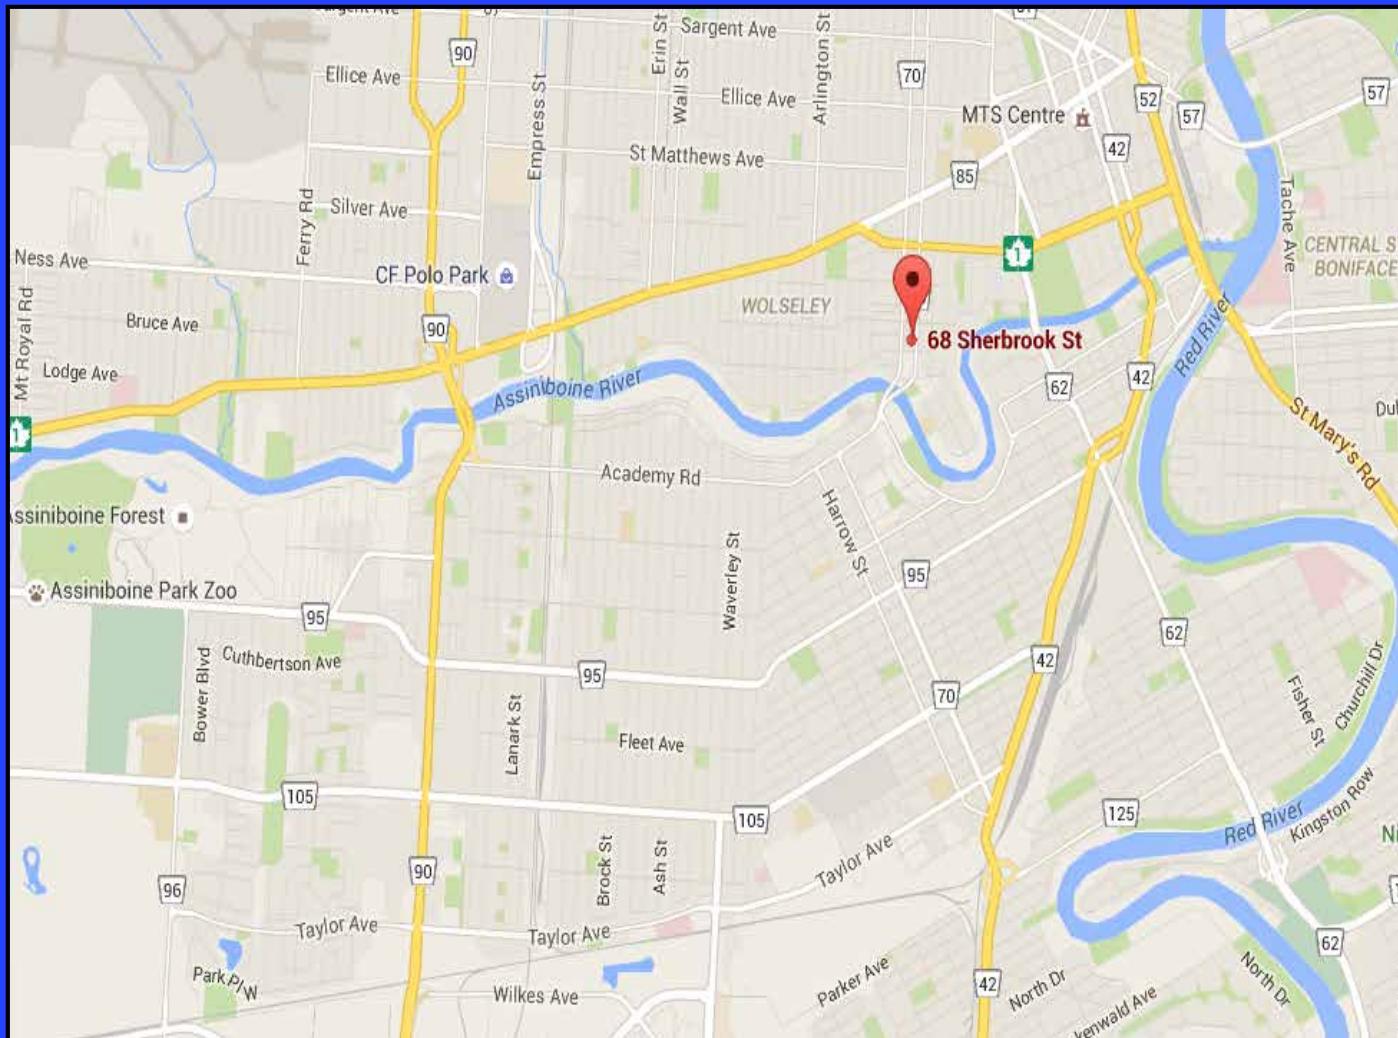 Sargent Ave
90
Erin St
Sargent Ave
Arlington St
70
Ellice Ave
Empress St
Wall St
Ellice Ave
MTS Centre
52
57
57
42
St Matthews Ave
85
Tache Ave
Ferry Rd
Silver Ave
Ness Ave
CF Polo Park
1
CENTRAL S
BONIFACE
WOLSELEY
Mt Royal Rd
Bruce Ave
90
68 Sherbrook St
Red River
Lodge Ave
Assiniboine River
62
42
1
St Mary's Rd
Academy Rd
Harrow St
Assiniboine Forest
Waverley St
95
Assiniboine Park Zoo
95
62
Cuthbertson Ave
Bower Blvd
95
42
Churchill Dr
Fisher St
70
Lanark St
Fleet Ave
105
105
125
Red River
Kingston Row
Taylor Ave
90
Brock St
Ash St
96
Taylor Ave
Taylor Ave
62
Park Pl W
Wilkes Ave
Parker Ave
42
North Dr
North Dr
kenwald Ave